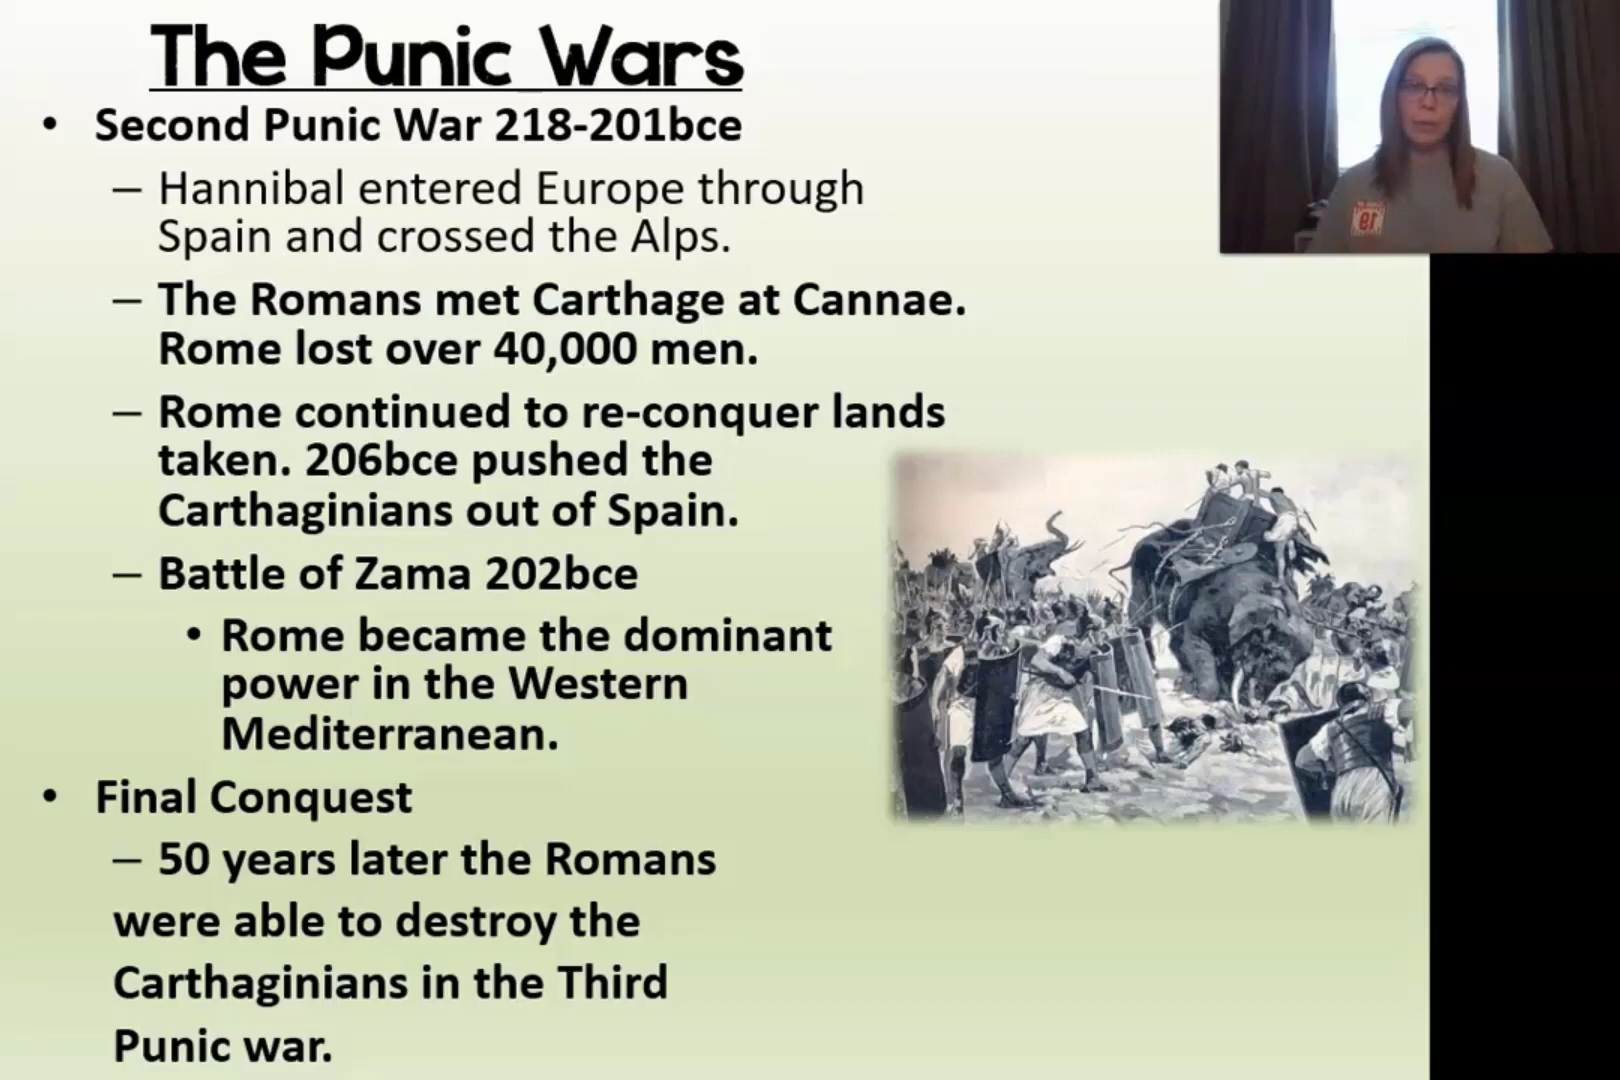 The Punic Wars
• Second Punic War 218-201bce
– Hannibal entered Europe through
Spain and crossed the Alps.
– The Romans met Carthage at Cannae.
Rome lost over 40,000 men.
– Rome continued to re-conquer lands
taken. 206bce pushed the
Carthaginians out of Spain.
– Battle of Zama 202bce
• Rome became the dominant
power in the Western
Mediterranean.
• Final Conquest
– 50 years later the Romans
were able to destroy the
Carthaginians in the Third
Punic war.